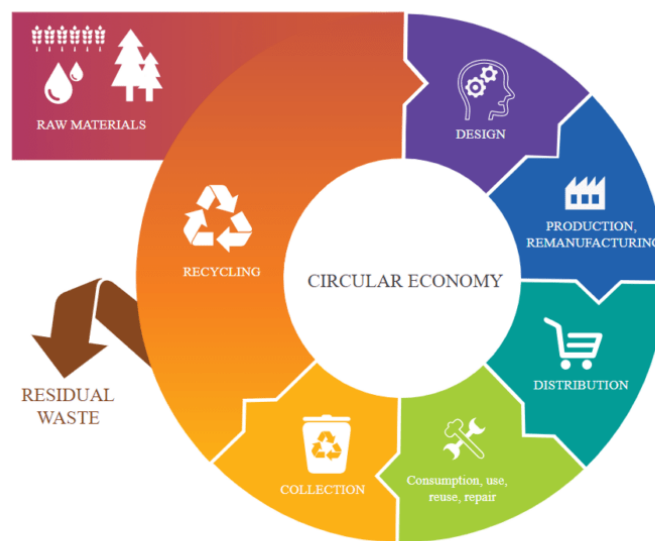 RAW MATERIALS
DESIGN
PRODUCTION,
REMANUFACTURING
RECYCLING
CIRCULAR ECONOMY
DISTRIBUTION
RESIDUAL
WASTE
COLLECTION
Consumption, use,
reuse, repair